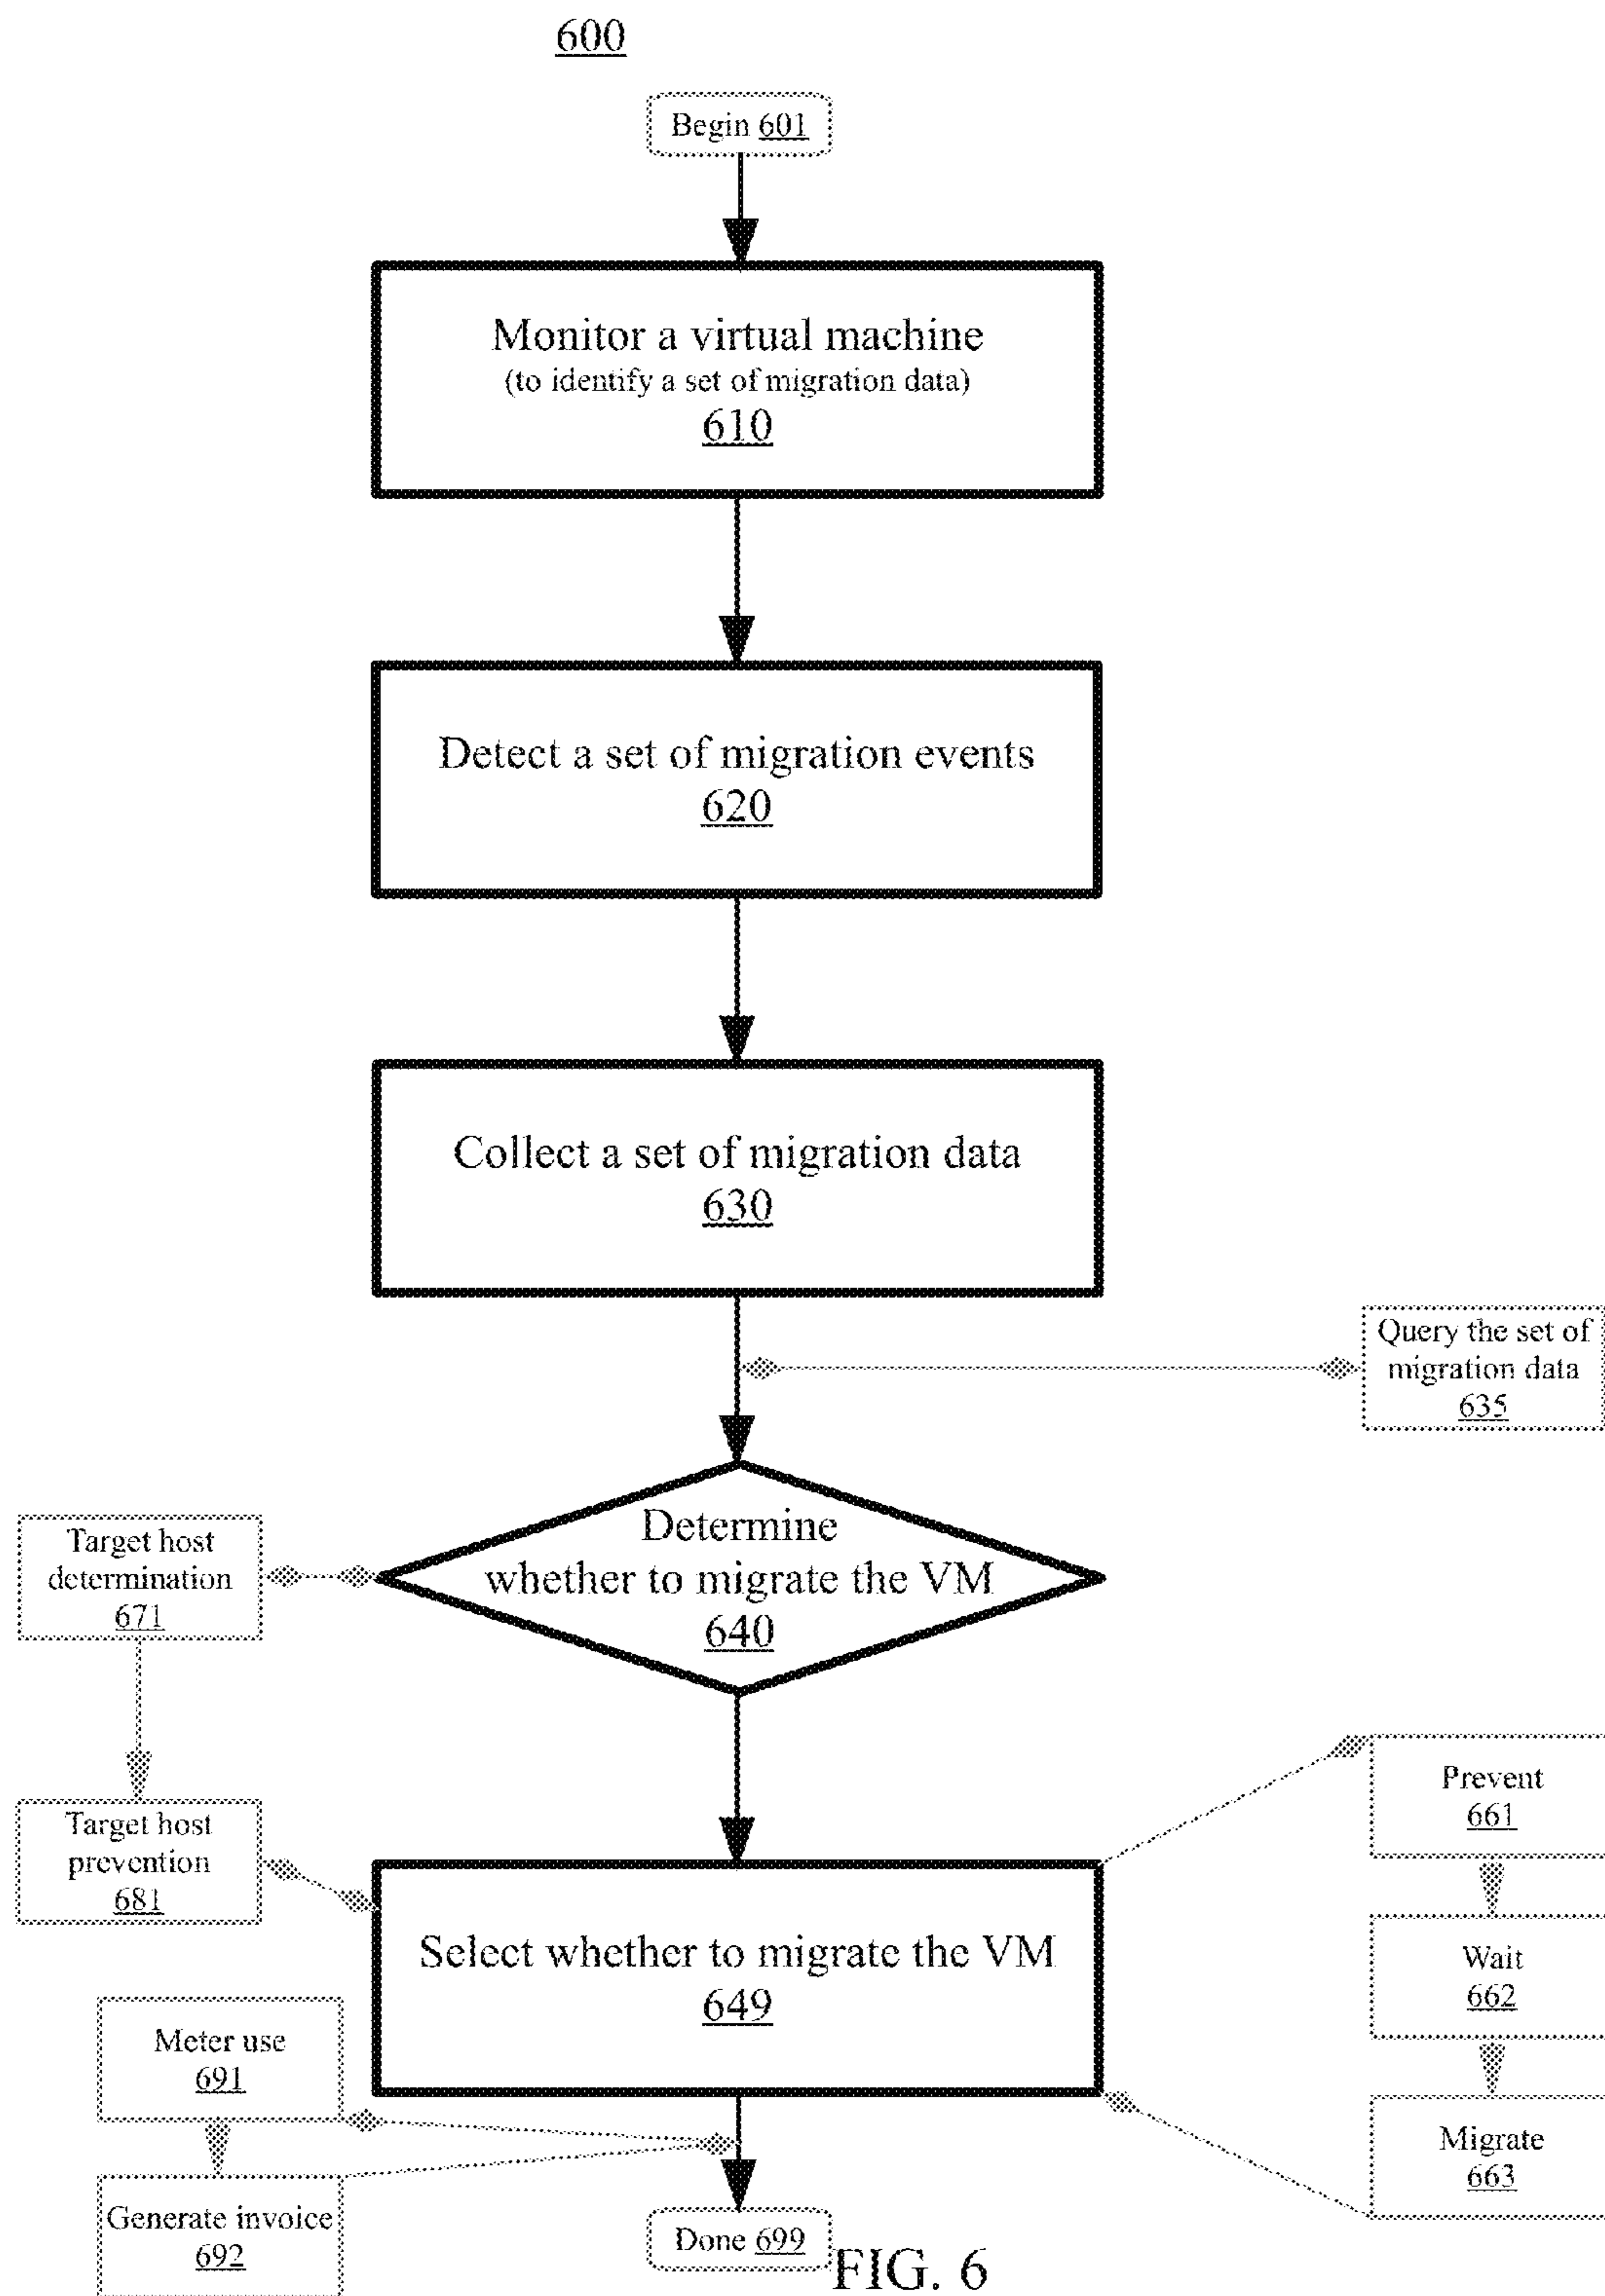 600
Begin 601
Monitor a virtual machine
(to identify a set of migration data)
610
Detect a set of migration events
620
Collect a set of migration data
630
Query the set of
migration data
635
Determine
whether to migrate the VM
640
Target host
determination
671
Target host
prevention
681
Prevent
661
Wait
662
Migrate
663
Select whether to migrate the VM
649
Meter use
691
Generate invoice
692
Done 699
FIG. 6